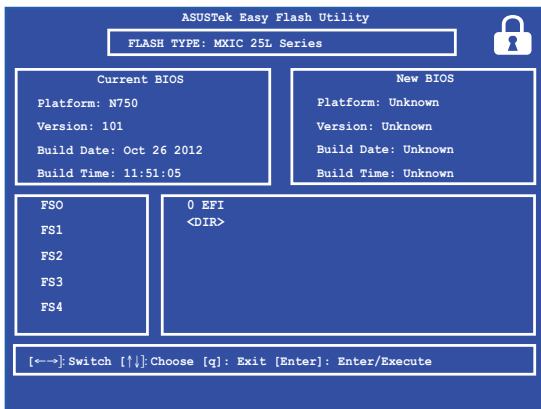 ASUSTek Easy Flash Utility
FLASH TYPE: MXIC 25L Series
Current BIOS
Platform: N750
Version: 101
Build Date: Oct 26 2012
Build Time: 11:51:05
New BIOS
Platform: Unknown
Version: Unknown
Build Date: Unknown
Build Time: Unknown
FSO
FS1
FS2
FS3
FS4
0 EFI
<DIR>
[←→]: Switch [↑↓]: Choose [q]: Exit [Enter]: Enter/Execute